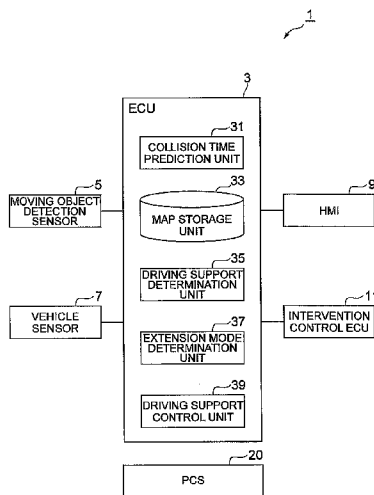 1
3
ECU
31
COLLISION TIME
PREDICTION UNIT
5
MOVING OBJECT
DETECTION
SENSOR
33
MAP STORAGE
UNIT
9
HMI
35
DRIVING SUPPORT
DETERMINATION
UNIT
7
VEHICLE
SENSOR
11
INTERVENTION
CONTROL ECU
37
EXTENSION MODE
DETERMINATION
UNIT
39
DRIVING SUPPORT
CONTROL UNIT
20
PCS